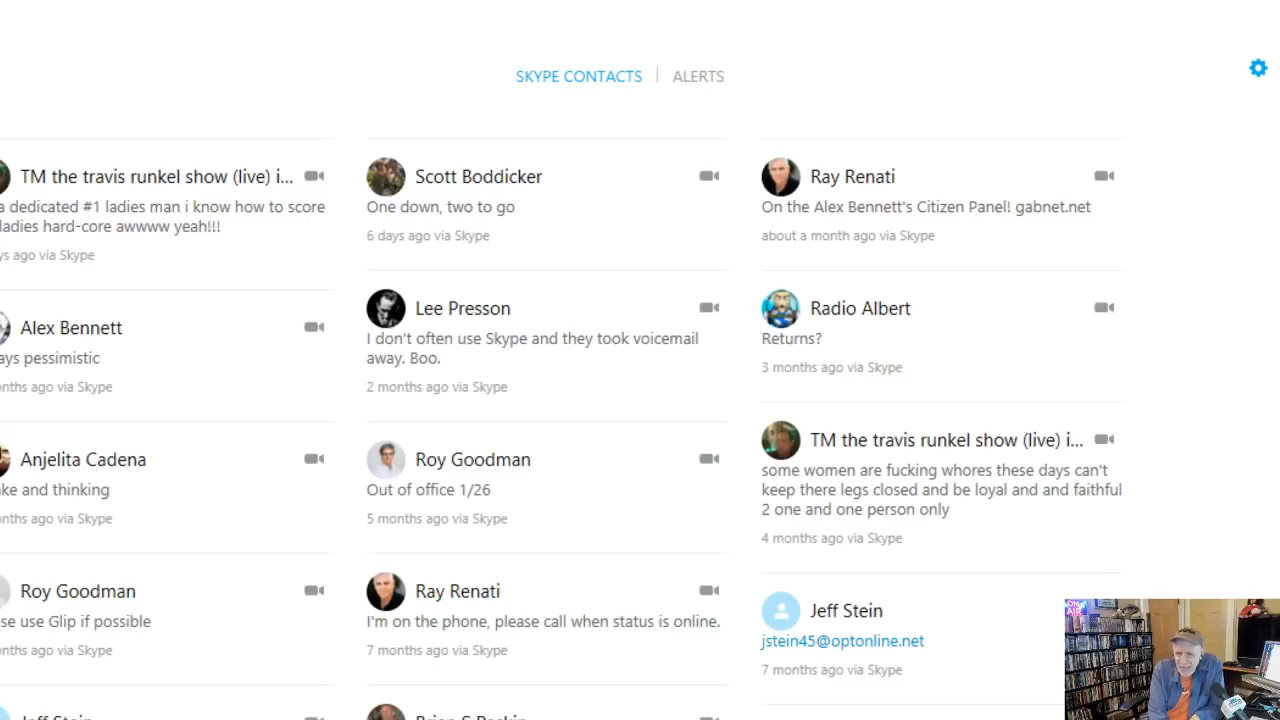 SKYPE CONTACTS
ALERTS
TM the travis runkel show (live) i...
a dedicated #1 ladies man i know how to score
ladies hard-core awwww yeah!!!
ys ago via Skype
Alex Bennett
ays pessimistic
nths ago via Skype
Anjelita Cadena
ke and thinking
nths ago via Skype
Roy Goodman
se use Glip if possible
nths ago via Skype
Scott Boddicker
One down, two to go
6 days ago via Skype
Lee Presson
I don't often use Skype and they took voicemail
away. Boo.
2 months ago via Skype
Roy Goodman
Out of office 1/26
5 months ago via Skype
Ray Renati
I'm on the phone, please call when status is online.
7 months ago via Skype
Ray Renati
On the Alex Bennett's Citizen Panel! gabnet.net
about a month ago via Skype
Radio Albert
Returns?
3 months ago via Skype
TM the travis runkel show (live) i...
some women are fucking whores these days can't
keep there legs closed and be loyal and and faithful
2 one and one person only
4 months ago via Skype
Jeff Stein
jstein45@optonline.net
7 months ago via Skype
ON
AIR